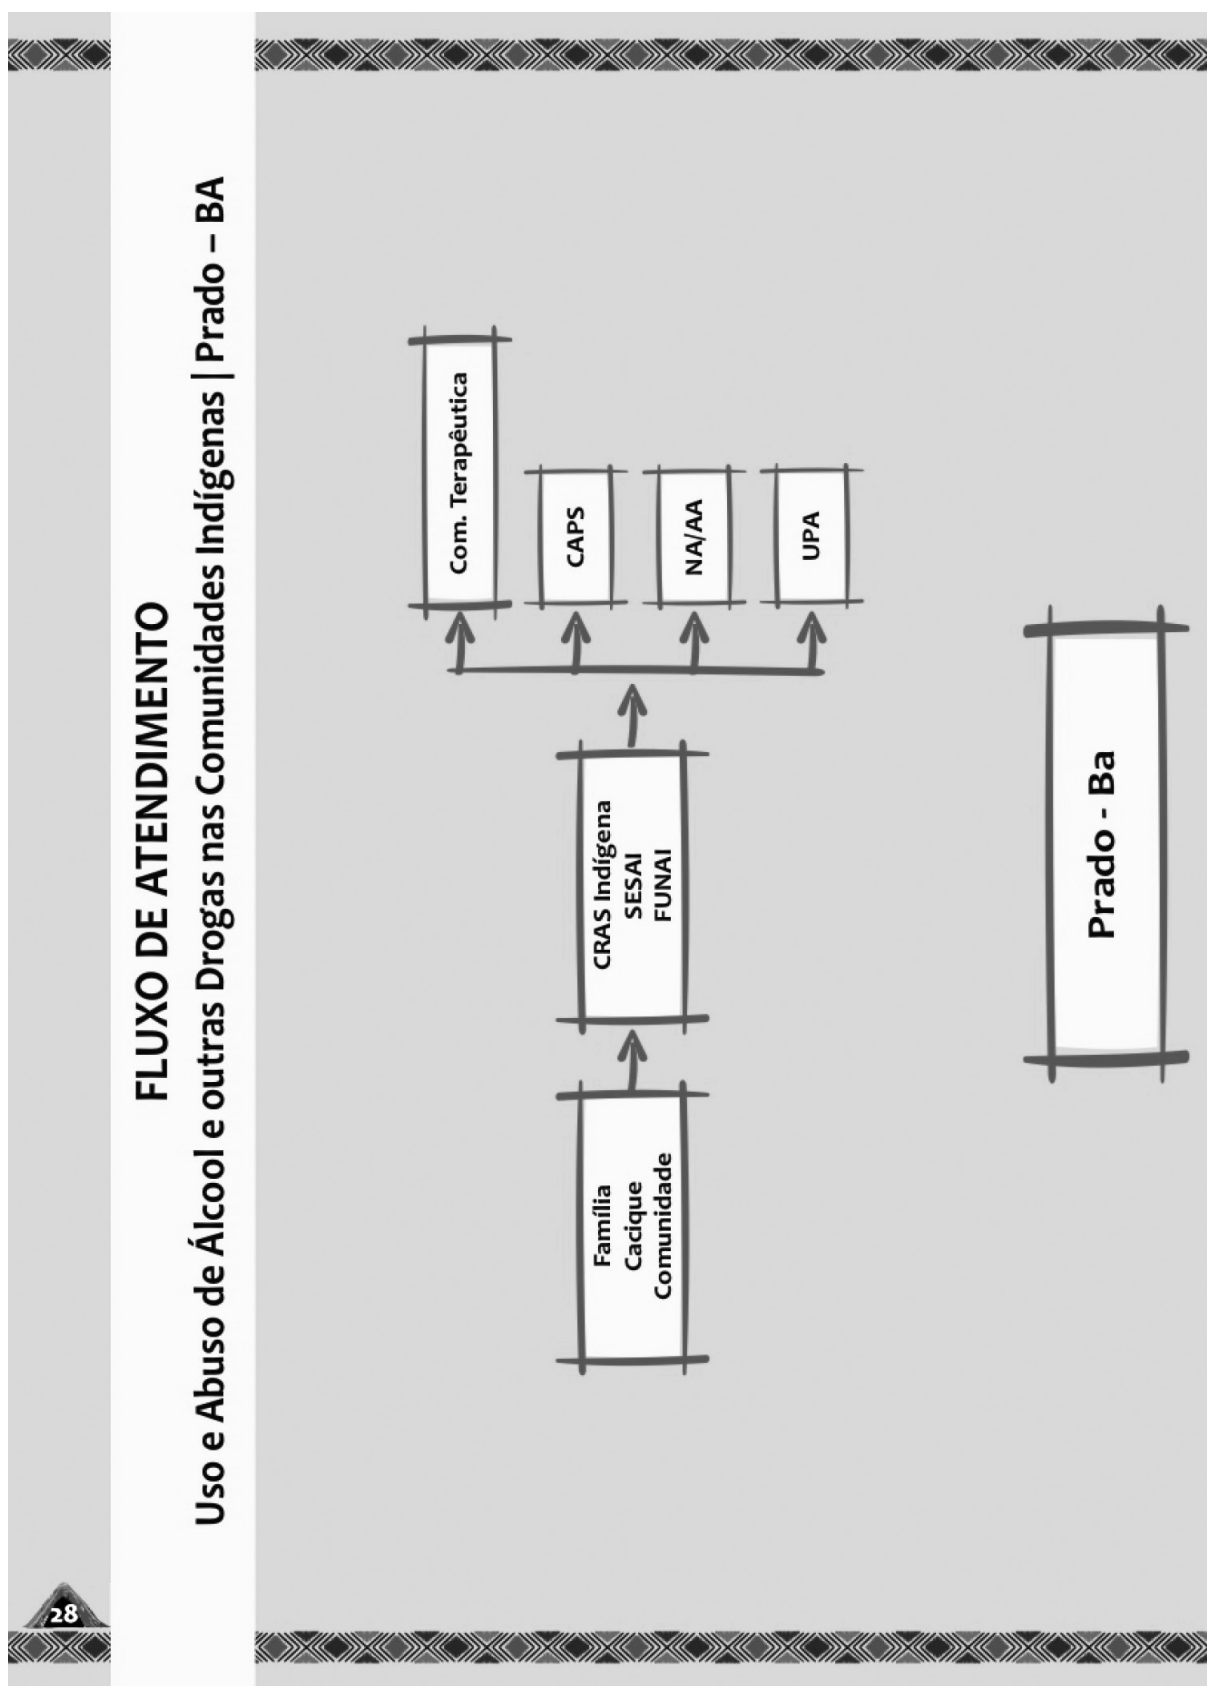 FLUXO DE ATENDIMENTO
Uso e Abuso de Álcool e outras Drogas nas Comunidades Indígenas | Prado – BA
Família
Cacique
Comunidade
CRAS Indígena
SESAI
FUNAI
Com. Terapêutica
CAPS
NA/AA
UPA
Prado - Ba
28